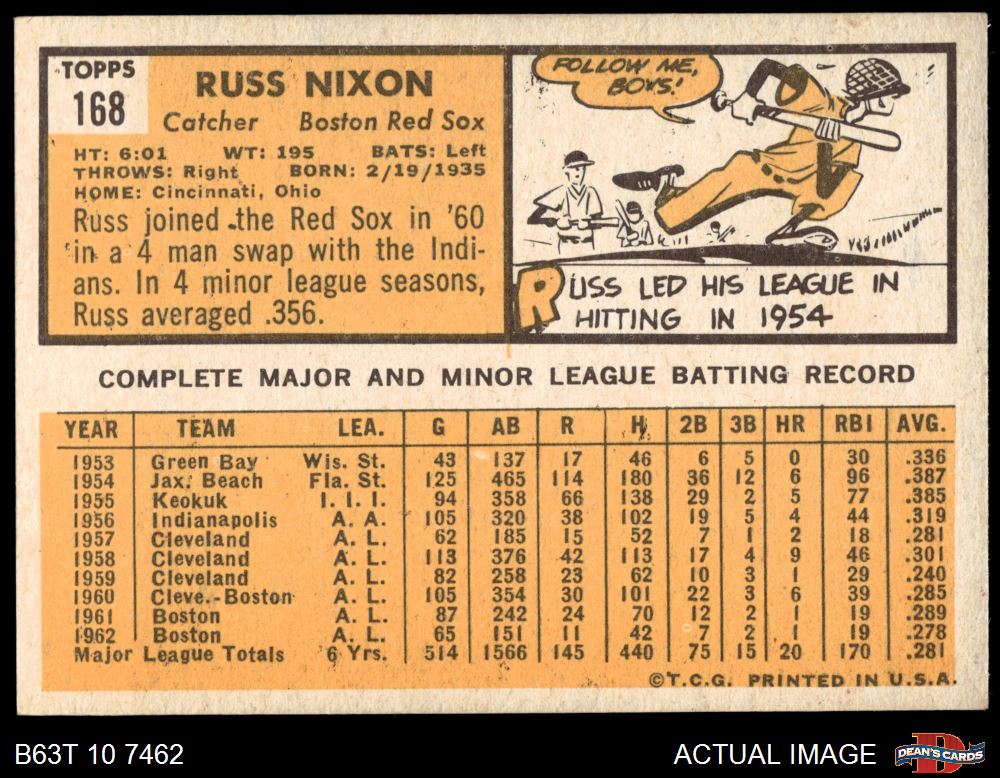 TOPPS
168
RUSS NIXON
Catcher Boston Red Sox
HT: 6:01 WT: 195 BATS: Left
THROWS: Right BORN: 2/19/1935
HOME: Cincinnati, Ohio
Russ joined the Red Sox in '60
in a 4 man swap with the Indi-
ans. In 4 minor league seasons,
Russ averaged .356.
FOLLOW ME,
BOYS!
RUSS LED HIS LEAGUE IN
HITTING IN 1954
COMPLETE MAJOR AND MINOR LEAGUE BATTING RECORD
YEAR TEAM LEA. G AB R H 2B 3B HR RBI AVG.
1953 Green Bay Wis. St. 43 137 17 46 6 5 0 30 .336
1954 Jax. Beach Fla. St. 125 465 114 180 36 12 6 96 .387
1955 Keokuk I. I. I. 94 358 66 138 29 2 5 77 .385
1956 Indianapolis A. A. 105 320 38 102 19 5 4 44 .319
1957 Cleveland A. L. 62 185 15 52 7 1 2 18 .281
1958 Cleveland A. L. 113 376 42 113 17 4 9 46 .301
1959 Cleveland A. L. 82 258 23 62 10 3 1 29 .240
1960 Cleve.-Boston A. L. 105 354 30 101 22 3 6 39 .285
1961 Boston A. L. 87 242 24 70 12 2 1 19 .289
1962 Boston A. L. 65 151 11 42 7 2 1 19 .278
Major League Totals 6 Yrs. 514 1566 145 440 75 15 20 170 .281
©T.C.G. PRINTED IN U.S.A.
B63T 10 7462
ACTUAL IMAGE
D
DEAN'S CARDS